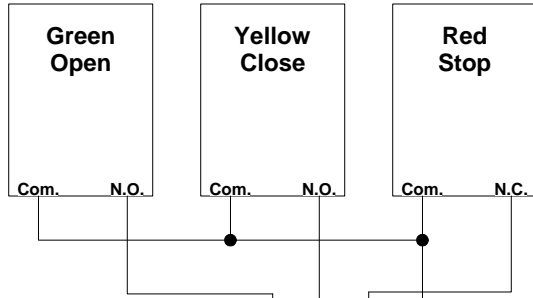 Green
Open
Yellow
Close
Red
Stop
Com. N.O.
Com. N.O.
Com. N.C.